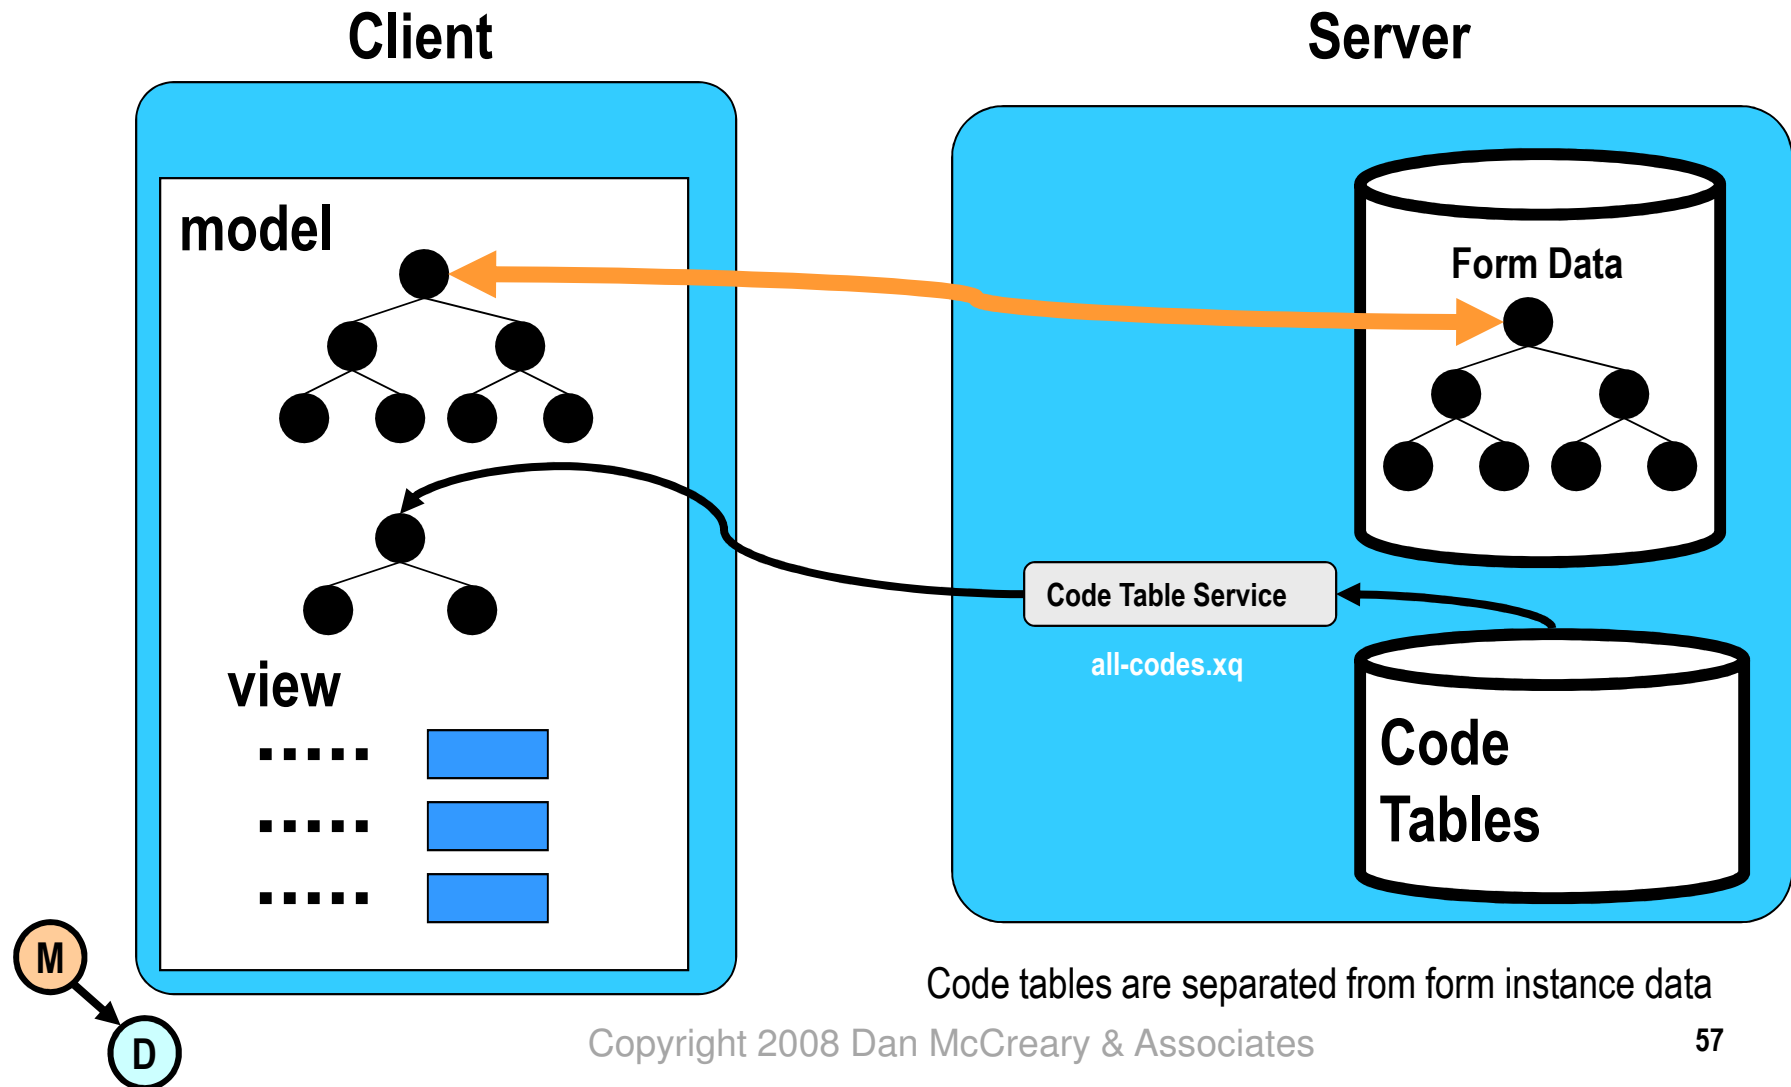 Client
Server
model
Form Data
Code Table Service
all-codes.xq
view
Code
Tables
M
D
Code tables are separated from form instance data
Copyright 2008 Dan McCreary & Associates
57